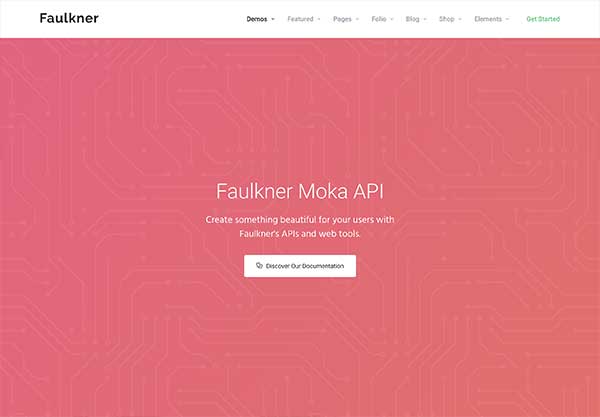 Faulkner
Demos Featured Pages Folio Blog Shop Elements Get Started
Faulkner Moka API
Create something beautiful for your users with
Faulkner's APIs and web tools.
Discover Our Documentation